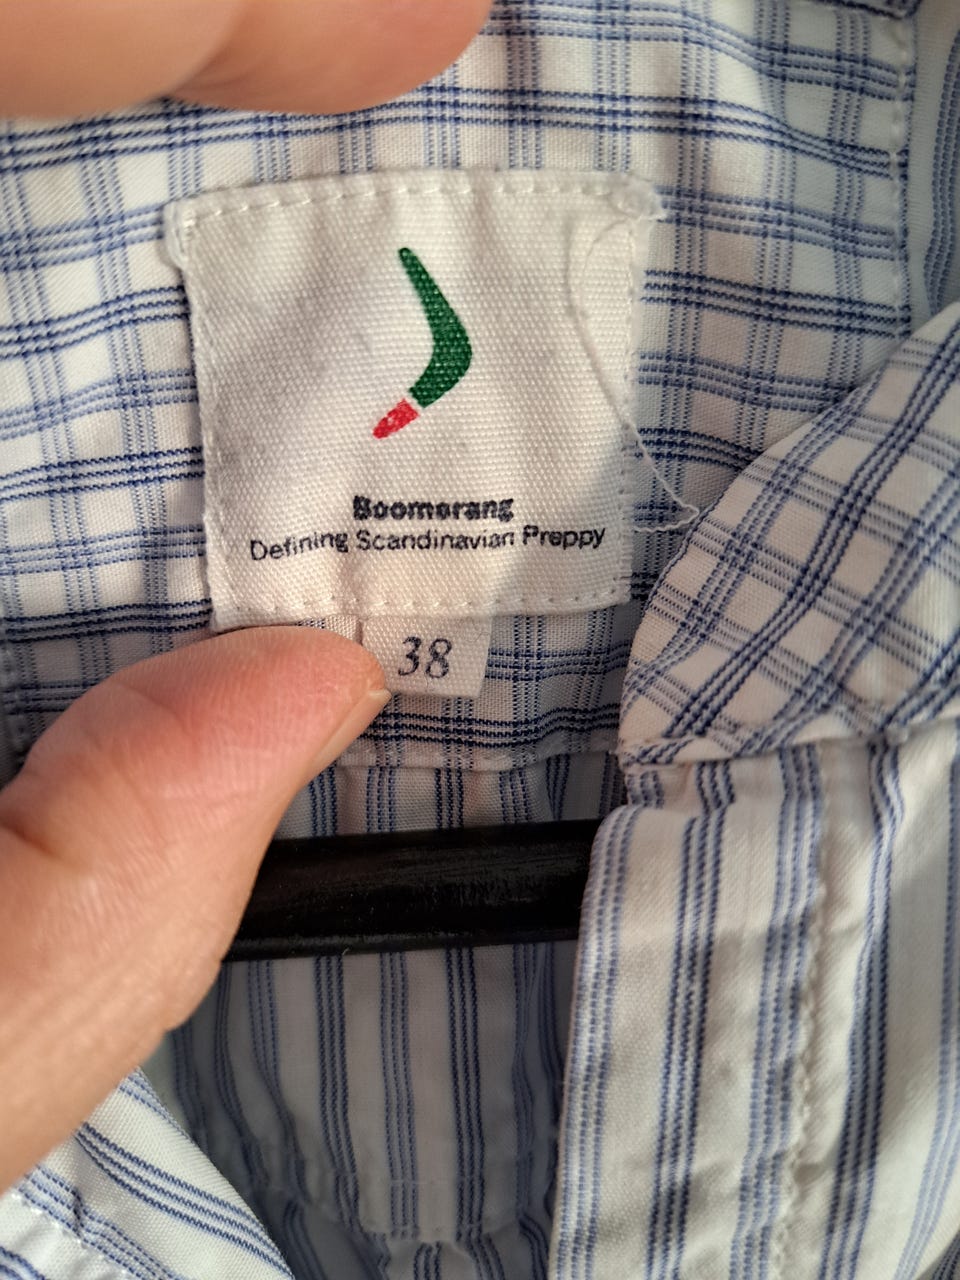 Boomerang
Defining Scandinavian Preppy
38